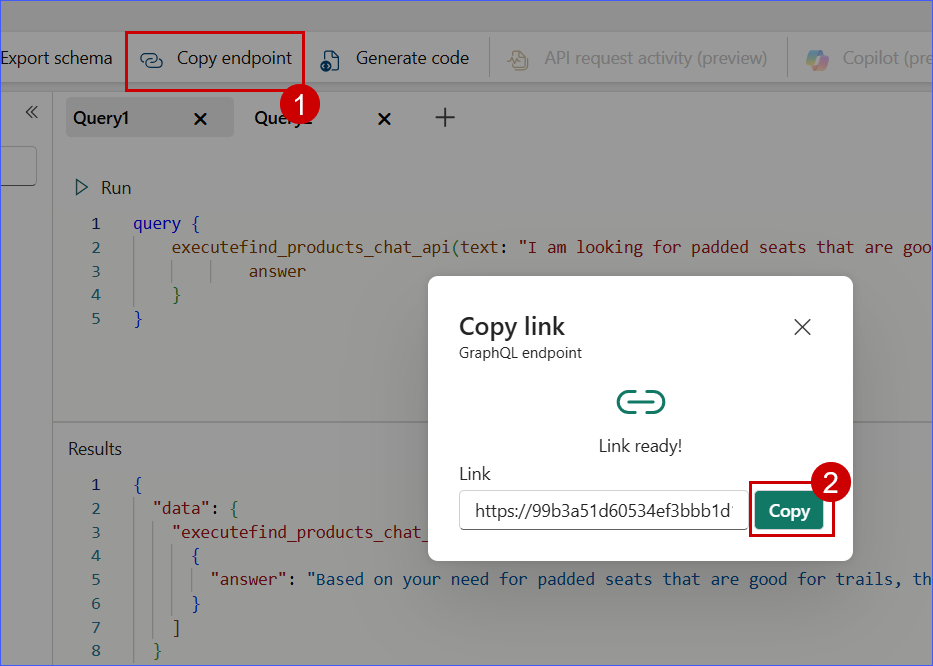 Export schema Copy endpoint Generate code API request activity (preview) Copilot (pre
1
Query1
Run
1 query {
2 executefind_products_chat_api(text: "I am looking for padded seats that are goo
3 answer
4 }
5 }
Copy link
GraphQL endpoint
Link ready!
Link
https://99b3a51d60534ef3bbb1d
Copy
2
Results
1 {
2 "data": {
3 "executefind_products_chat_
4 {
5 "answer": "Based on your need for padded seats that are good for trails, th
6 }
7 ]
8 }